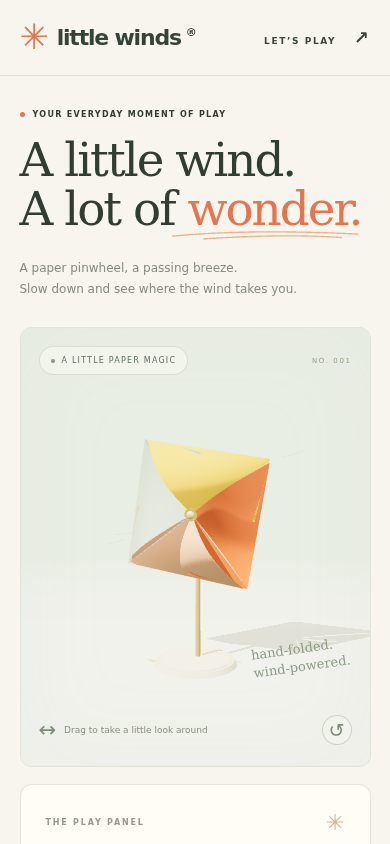 little winds ®
LET’S PLAY ↗
YOUR EVERYDAY MOMENT OF PLAY
A little wind.
A lot of wonder.
A paper pinwheel, a passing breeze.
Slow down and see where the wind takes you.
A LITTLE PAPER MAGIC
NO. 001
hand-folded.
wind-powered.
Drag to take a little look around
THE PLAY PANEL